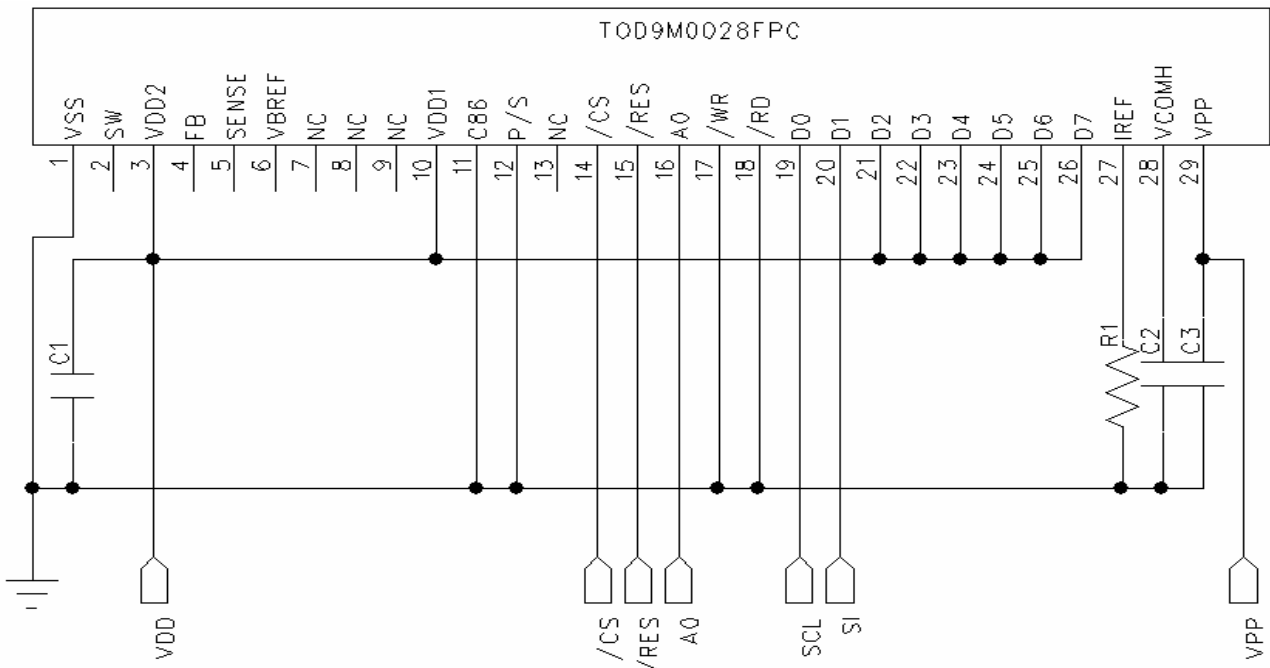 TOD9M0028FPC
VSS
SW
VDD2
FB
SENSE
VBREF
NC
NC
NC
VDD1
C86
P/S
NC
/CS
/RES
A0
/WR
/RD
D0
D1
D2
D3
D4
D5
D6
D7
IREF
VCOMH
VPP
1
2
3
4
5
6
7
8
9
10
11
12
13
14
15
16
17
18
19
20
21
22
23
24
25
26
27
28
29
C1
R1
C2
C3
VDD
/CS
/RES
A0
SCL
SI
VPP